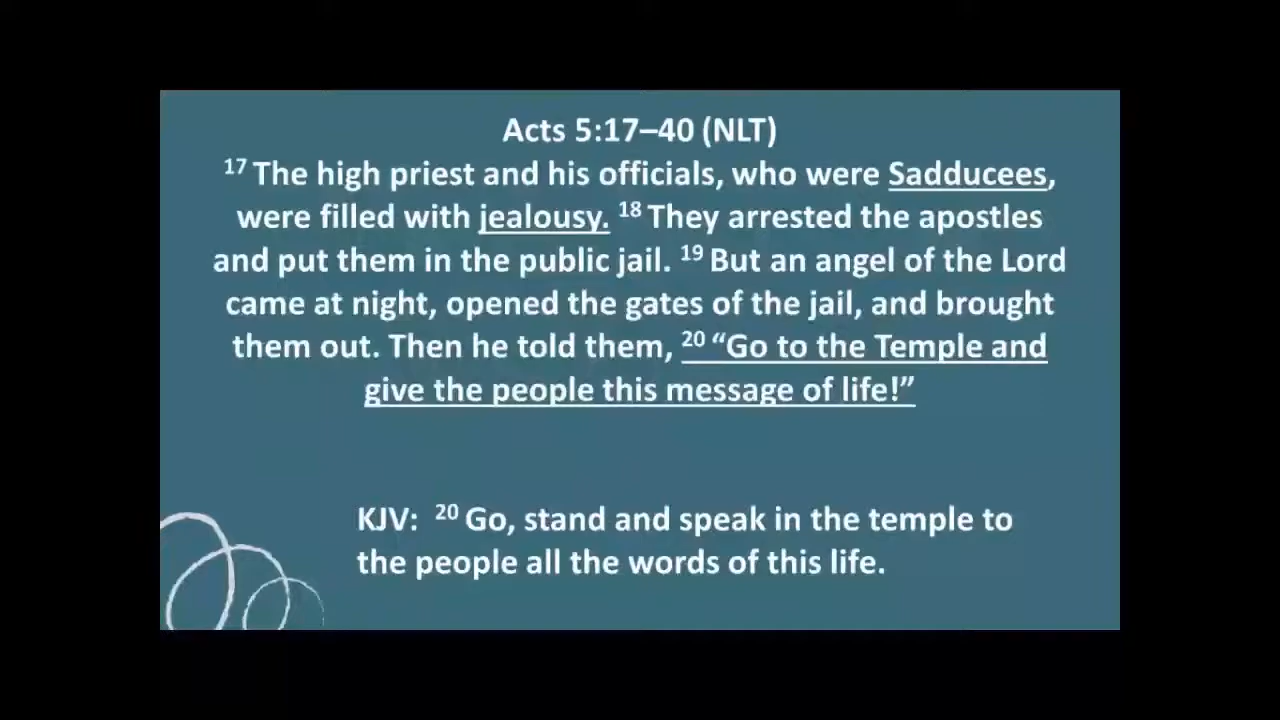 Acts 5:17–40 (NLT)
17 The high priest and his officials, who were Sadducees,
were filled with jealousy. 18 They arrested the apostles
and put them in the public jail. 19 But an angel of the Lord
came at night, opened the gates of the jail, and brought
them out. Then he told them, 20 “Go to the Temple and
give the people this message of life!”
KJV: 20 Go, stand and speak in the temple to
the people all the words of this life.